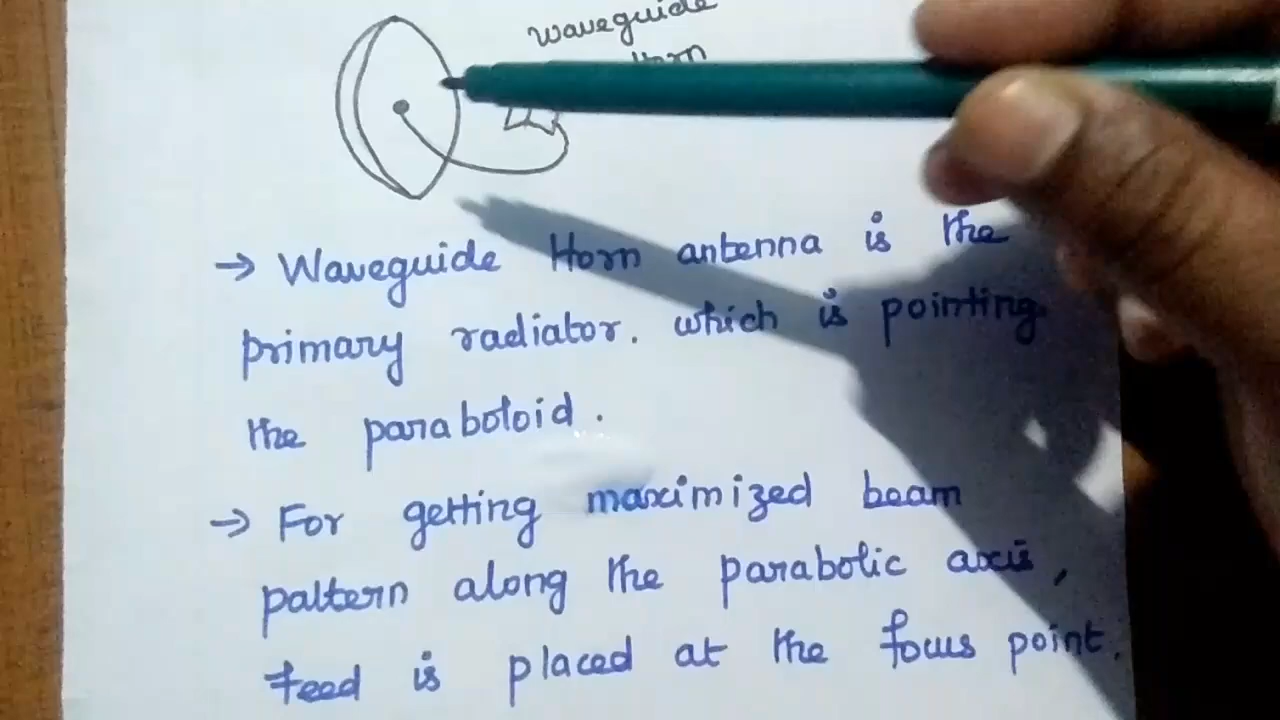 Waveguide
Horn
→ Waveguide Horn antenna is the
primary radiator. which is pointing
the paraboloid.
→ For getting maximized beam
pattern along the parabolic axis,
feed is placed at the focus point.